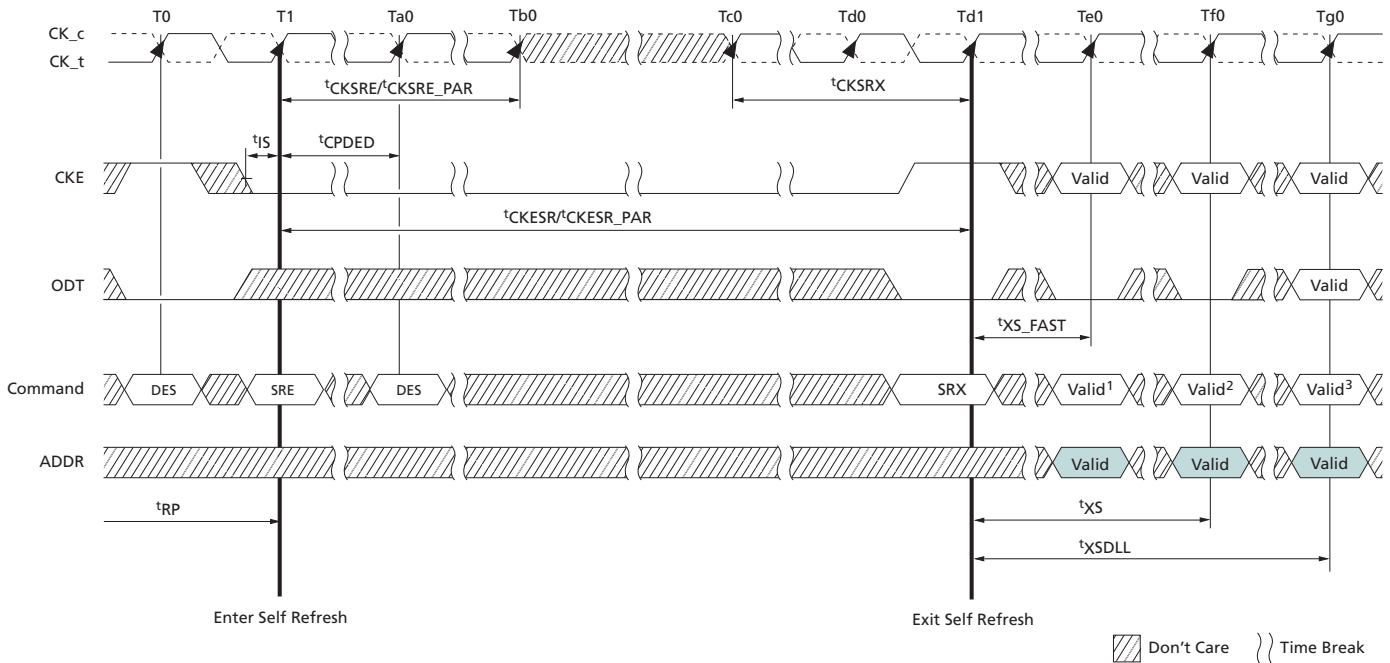 T0 T1 Ta0 Tb0 Tc0 Td0 Td1 Te0 Tf0 Tg0
CK_c
CK_t
tCKSRE/tCKSRE_PAR tCKSRX
tIS tCPDED
CKE Valid Valid Valid
tCKESR/tCKESR_PAR
ODT Valid
tXS_FAST
Command DES SRE DES SRX Valid1 Valid2 Valid3
ADDR Valid Valid Valid
tRP tXS
tXSDLL
Enter Self Refresh Exit Self Refresh
Don't Care Time Break